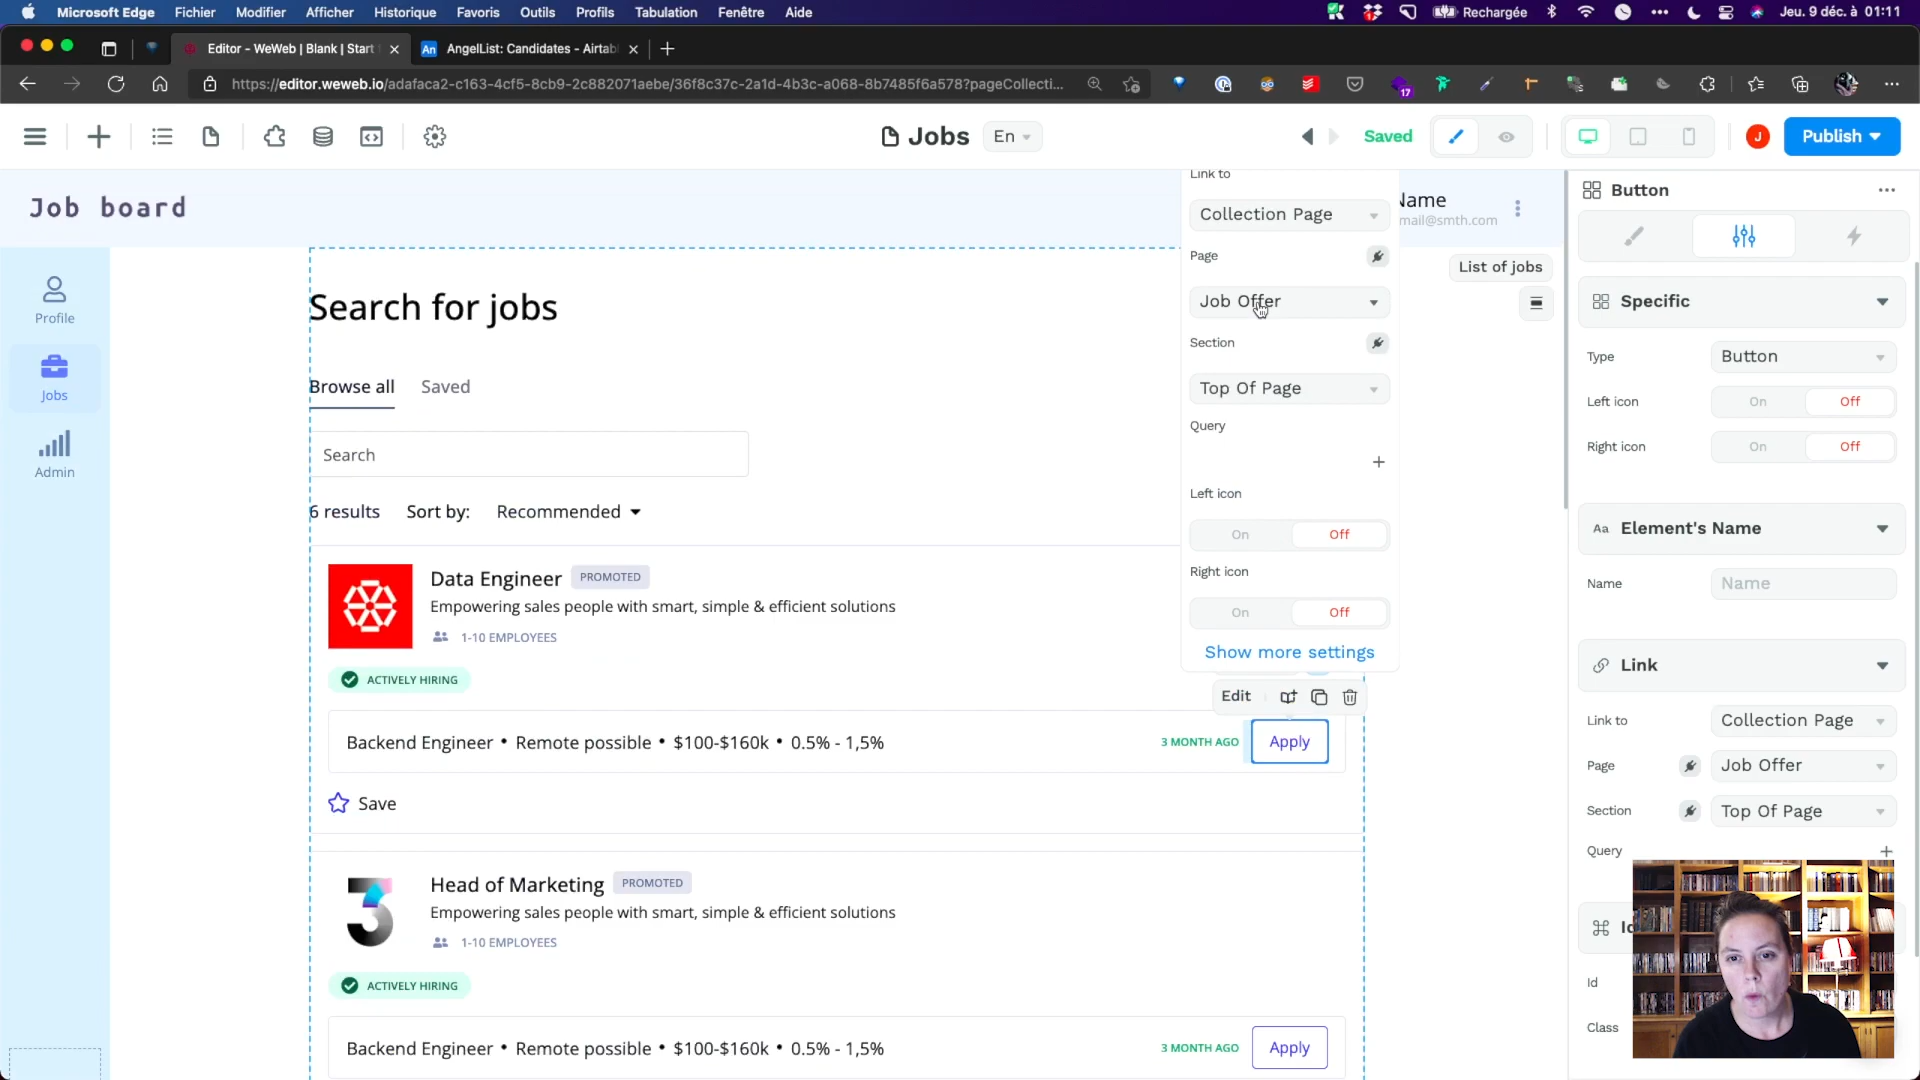 Microsoft Edge Fichier Modifier Afficher Historique Favoris Outils Profils Tabulation Fenêtre Aide
Rechargée Jeu. 9 déc. à 01:11
Editor - WeWeb | Blank | Start
AngelList: Candidates - Airtab
https://editor.weweb.io/adafaca2-c163-4cf5-8cb9-2c882071aebe/36f8c37c-2a1d-4b3c-a068-8b7485f6a578?pageCollecti...
17
Jobs
En
Saved
J
Publish
Job board
Name
mail@smth.com
List of jobs
Profile
Jobs
Admin
Search for jobs
Browse all Saved
Search
6 results Sort by: Recommended
Data Engineer PROMOTED
Empowering sales people with smart, simple & efficient solutions
1-10 EMPLOYEES
ACTIVELY HIRING
Backend Engineer • Remote possible • $100-$160k • 0.5% - 1,5%
3 MONTH AGO Apply
Save
Head of Marketing PROMOTED
Empowering sales people with smart, simple & efficient solutions
1-10 EMPLOYEES
ACTIVELY HIRING
Backend Engineer • Remote possible • $100-$160k • 0.5% - 1,5%
3 MONTH AGO Apply
Link to
Collection Page
Page
Job Offer
Section
Top Of Page
Query
Left icon
On Off
Right icon
On Off
Show more settings
Edit
Button
Specific
Type Button
Left icon On Off
Right icon On Off
Aa Element's Name
Name Name
Link
Link to Collection Page
Page Job Offer
Section Top Of Page
Query
Id
Class